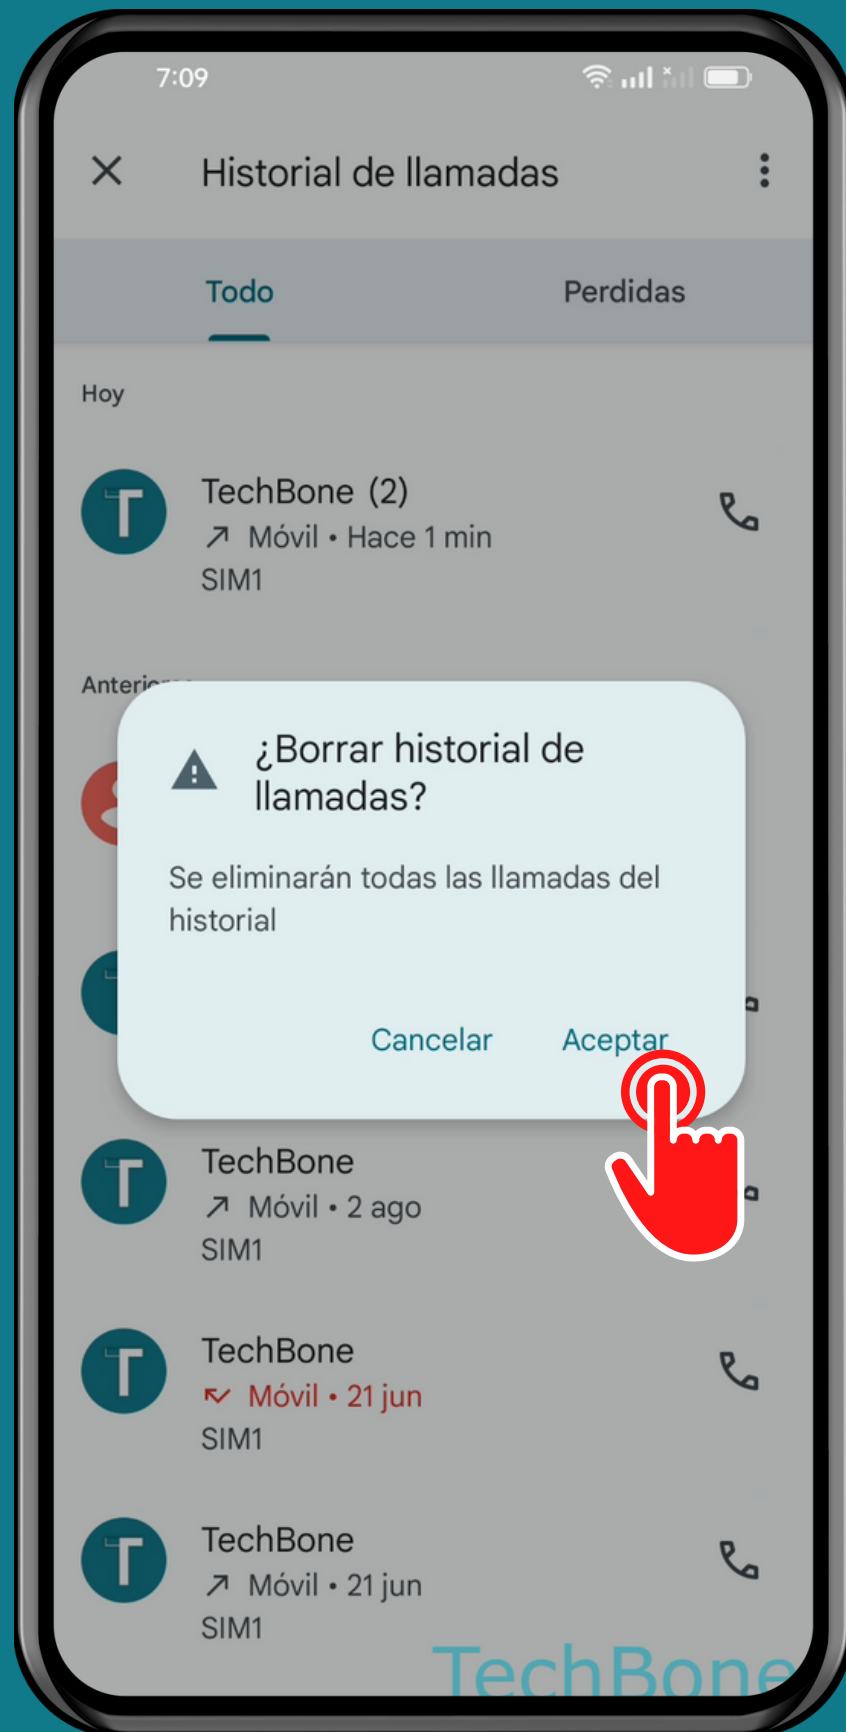 7:09
Historial de llamadas
Todo
Perdidas
Hoy
T
TechBone (2)
Móvil • Hace 1 min
SIM1
¿Borrar historial de
llamadas?
Se eliminarán todas las llamadas del
historial
Cancelar
Aceptar
T
TechBone
Móvil • 2 ago
SIM1
T
TechBone
Móvil • 21 jun
SIM1
T
TechBone
Móvil • 21 jun
SIM1
TechBone